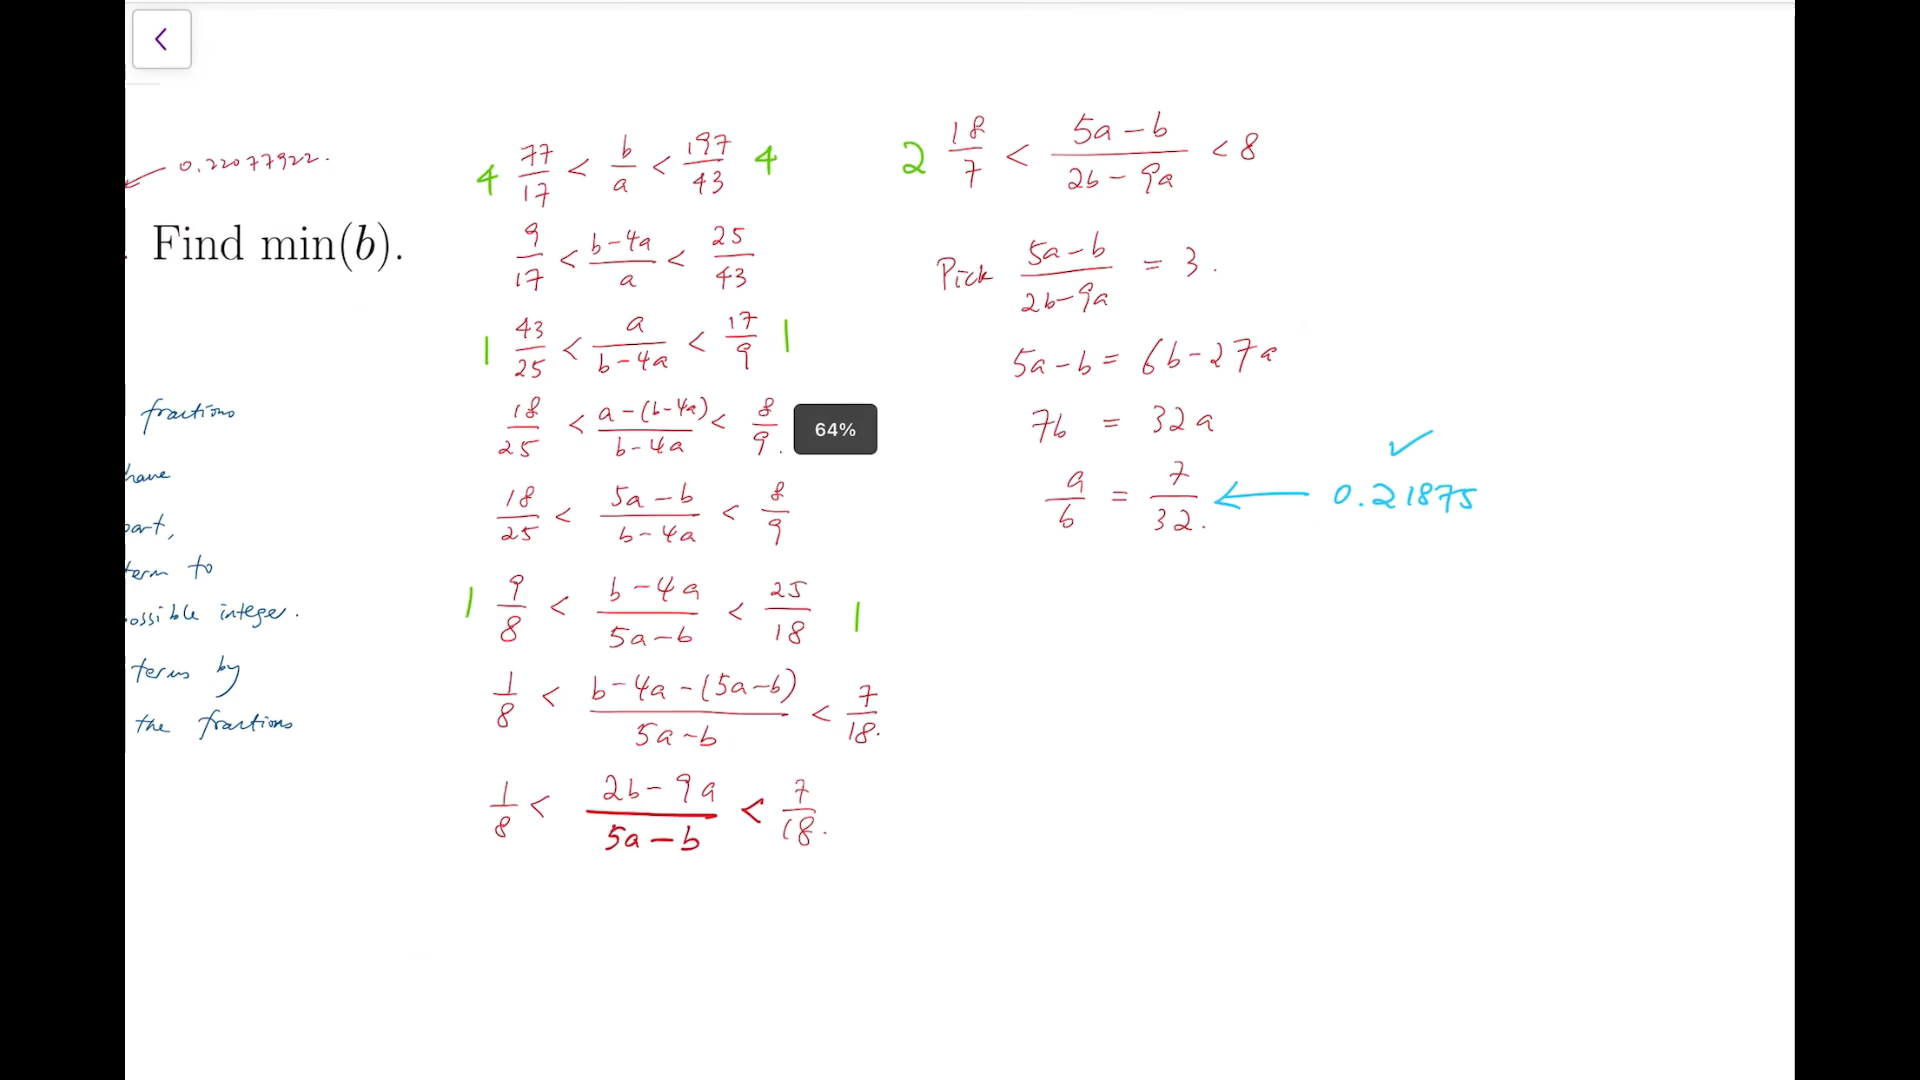 0.22077922.
Find min(b).
fractions
have
part,
term to
possible integer.
terms by
the fractions
4 77/17 < b/a < 197/43 4
9/17 < (b-4a)/a < 25/43
1 43/25 < a/(b-4a) < 17/9 1
18/25 < (a-(b-4a))/(b-4a) < 8/9.
64%
18/25 < (5a-b)/(b-4a) < 8/9
1 9/8 < (b-4a)/(5a-b) < 25/18 1
1/8 < (b-4a-(5a-b))/(5a-b) < 7/18.
1/8 < (2b-9a)/(5a-b) < 7/18.
2 18/7 < (5a-b)/(2b-9a) < 8
Pick (5a-b)/(2b-9a) = 3.
5a-b = 6b-27a
7b = 32a
a/b = 7/32. ← 0.21875 ✓